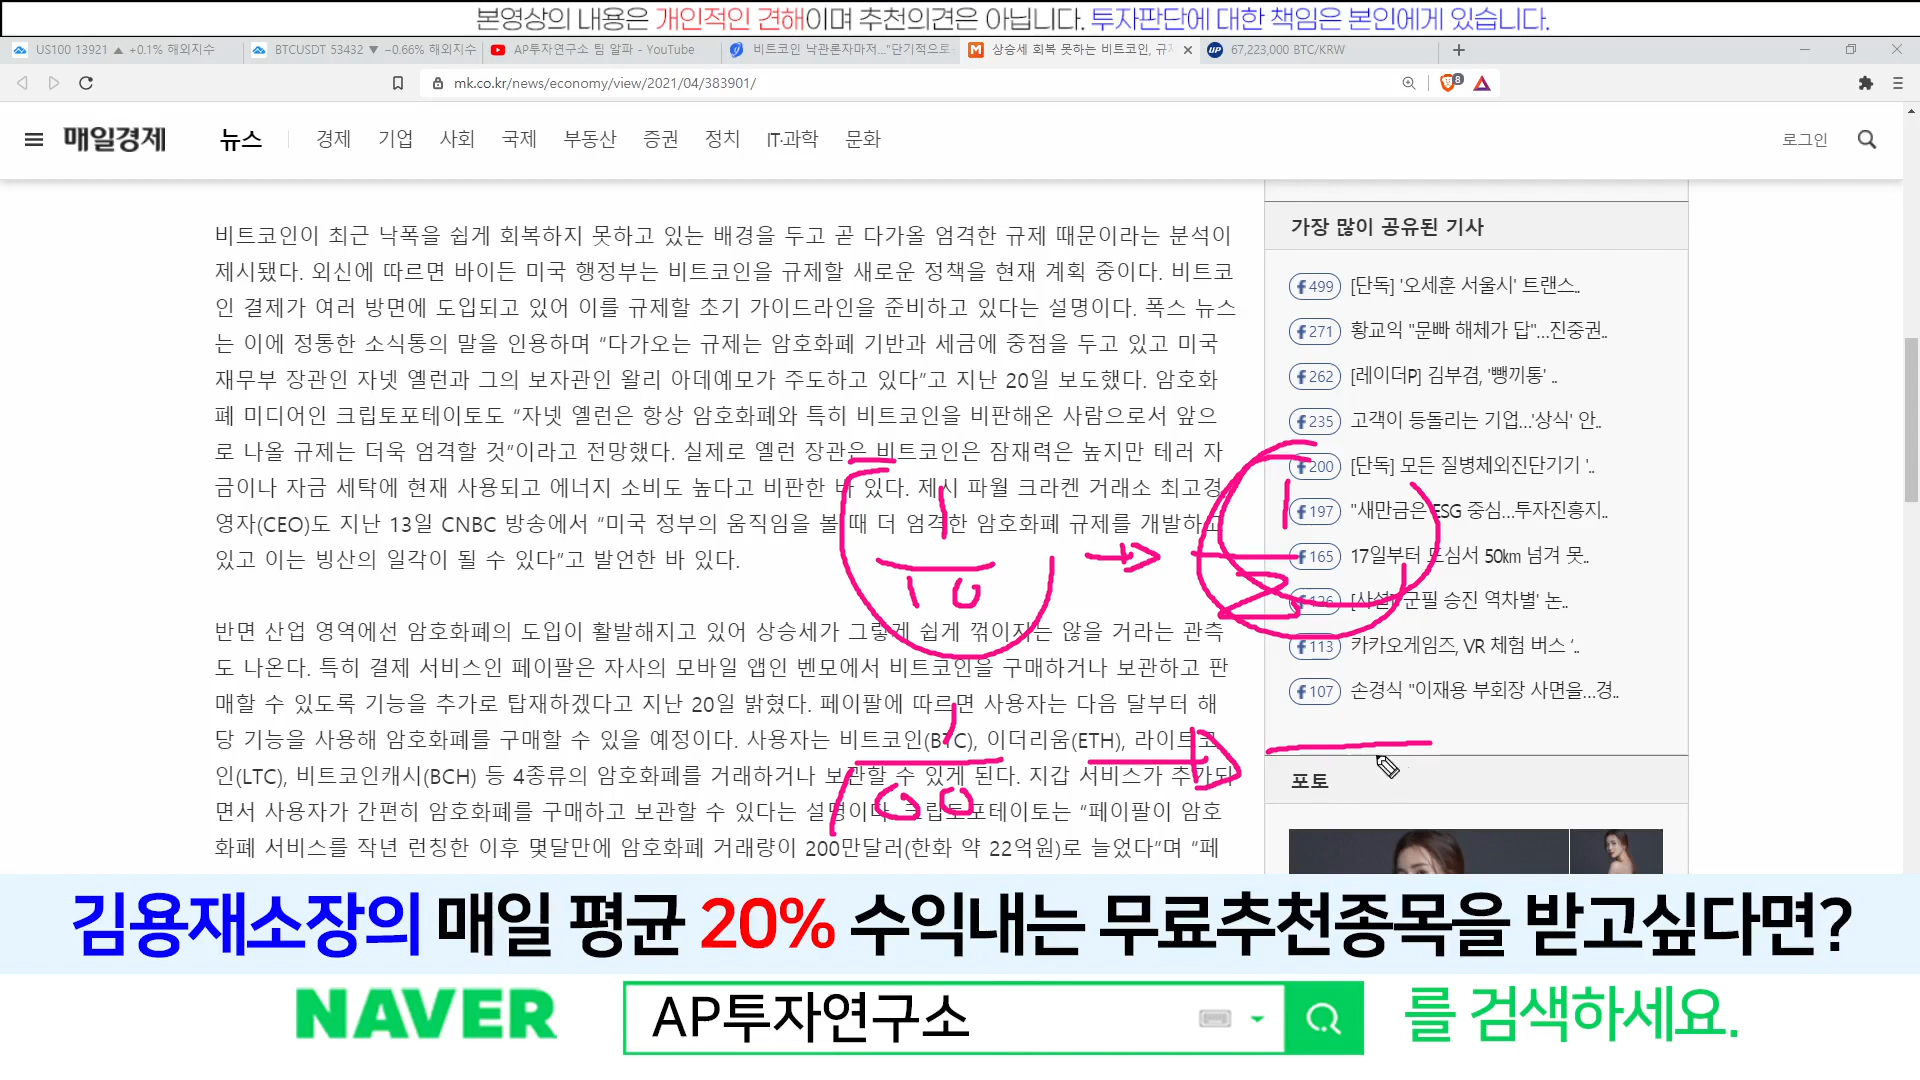 본영상의 내용은 개인적인 견해이며 추천의견은 아닙니다. 투자판단에 대한 책임은 본인에게 있습니다.
US100 13921 ▲ +0.1% 해외지수
BTCUSDT 53432 ▼ −0.66% 해외지수
AP투자연구소 팀 알파 - YouTube
비트코인 낙관론자마저..."단기적으로
상승세 회복 못하는 비트코인, 규제
67,223,000 BTC/KRW
mk.co.kr/news/economy/view/2021/04/383901/
8
매일경제
뉴스
경제 기업 사회 국제 부동산 증권 정치 IT·과학 문화
로그인
비트코인이 최근 낙폭을 쉽게 회복하지 못하고 있는 배경을 두고 곧 다가올 엄격한 규제 때문이라는 분석이
제시됐다. 외신에 따르면 바이든 미국 행정부는 비트코인을 규제할 새로운 정책을 현재 계획 중이다. 비트코
인 결제가 여러 방면에 도입되고 있어 이를 규제할 초기 가이드라인을 준비하고 있다는 설명이다. 폭스 뉴스
는 이에 정통한 소식통의 말을 인용하며 “다가오는 규제는 암호화폐 기반과 세금에 중점을 두고 있고 미국
재무부 장관인 자넷 옐런과 그의 보자관인 왈리 아데예모가 주도하고 있다”고 지난 20일 보도했다. 암호화
폐 미디어인 크립토포테이토도 “자넷 옐런은 항상 암호화폐와 특히 비트코인을 비판해온 사람으로서 앞으
로 나올 규제는 더욱 엄격할 것”이라고 전망했다. 실제로 옐런 장관은 비트코인은 잠재력은 높지만 테러 자
금이나 자금 세탁에 현재 사용되고 에너지 소비도 높다고 비판한 바 있다. 제시 파월 크라켄 거래소 최고경
영자(CEO)도 지난 13일 CNBC 방송에서 “미국 정부의 움직임을 볼 때 더 엄격한 암호화폐 규제를 개발하고
있고 이는 빙산의 일각이 될 수 있다”고 발언한 바 있다.
반면 산업 영역에선 암호화폐의 도입이 활발해지고 있어 상승세가 그렇게 쉽게 꺾이지는 않을 거라는 관측
도 나온다. 특히 결제 서비스인 페이팔은 자사의 모바일 앱인 벤모에서 비트코인을 구매하거나 보관하고 판
매할 수 있도록 기능을 추가로 탑재하겠다고 지난 20일 밝혔다. 페이팔에 따르면 사용자는 다음 달부터 해
당 기능을 사용해 암호화폐를 구매할 수 있을 예정이다. 사용자는 비트코인(BTC), 이더리움(ETH), 라이트코
인(LTC), 비트코인캐시(BCH) 등 4종류의 암호화폐를 거래하거나 보관할 수 있게 된다. 지갑 서비스가 추가되
면서 사용자가 간편히 암호화폐를 구매하고 보관할 수 있다는 설명이다. 크립토포테이토는 “페이팔이 암호
화폐 서비스를 작년 런칭한 이후 몇달만에 암호화폐 거래량이 200만달러(한화 약 22억원)로 늘었다”며 “페
1
10
1
2
1
100
가장 많이 공유된 기사
499 [단독] '오세훈 서울시' 트랜스..
271 황교익 "문빠 해체가 답"...진중권..
262 [레이더P] 김부겸, '뺑끼통' ..
235 고객이 등돌리는 기업...'상식' 안..
200 [단독] 모든 질병체외진단기기 '..
197 "새만금은 ESG 중심...투자진흥지..
165 17일부터 도심서 50㎞ 넘겨 못..
126 [사설] '군필 승진 역차별' 논..
113 카카오게임즈, VR 체험 버스 '..
107 손경식 "이재용 부회장 사면을...경..
포토
김용재소장의 매일 평균 20% 수익내는 무료추천종목을 받고싶다면?
NAVER AP투자연구소 를 검색하세요.